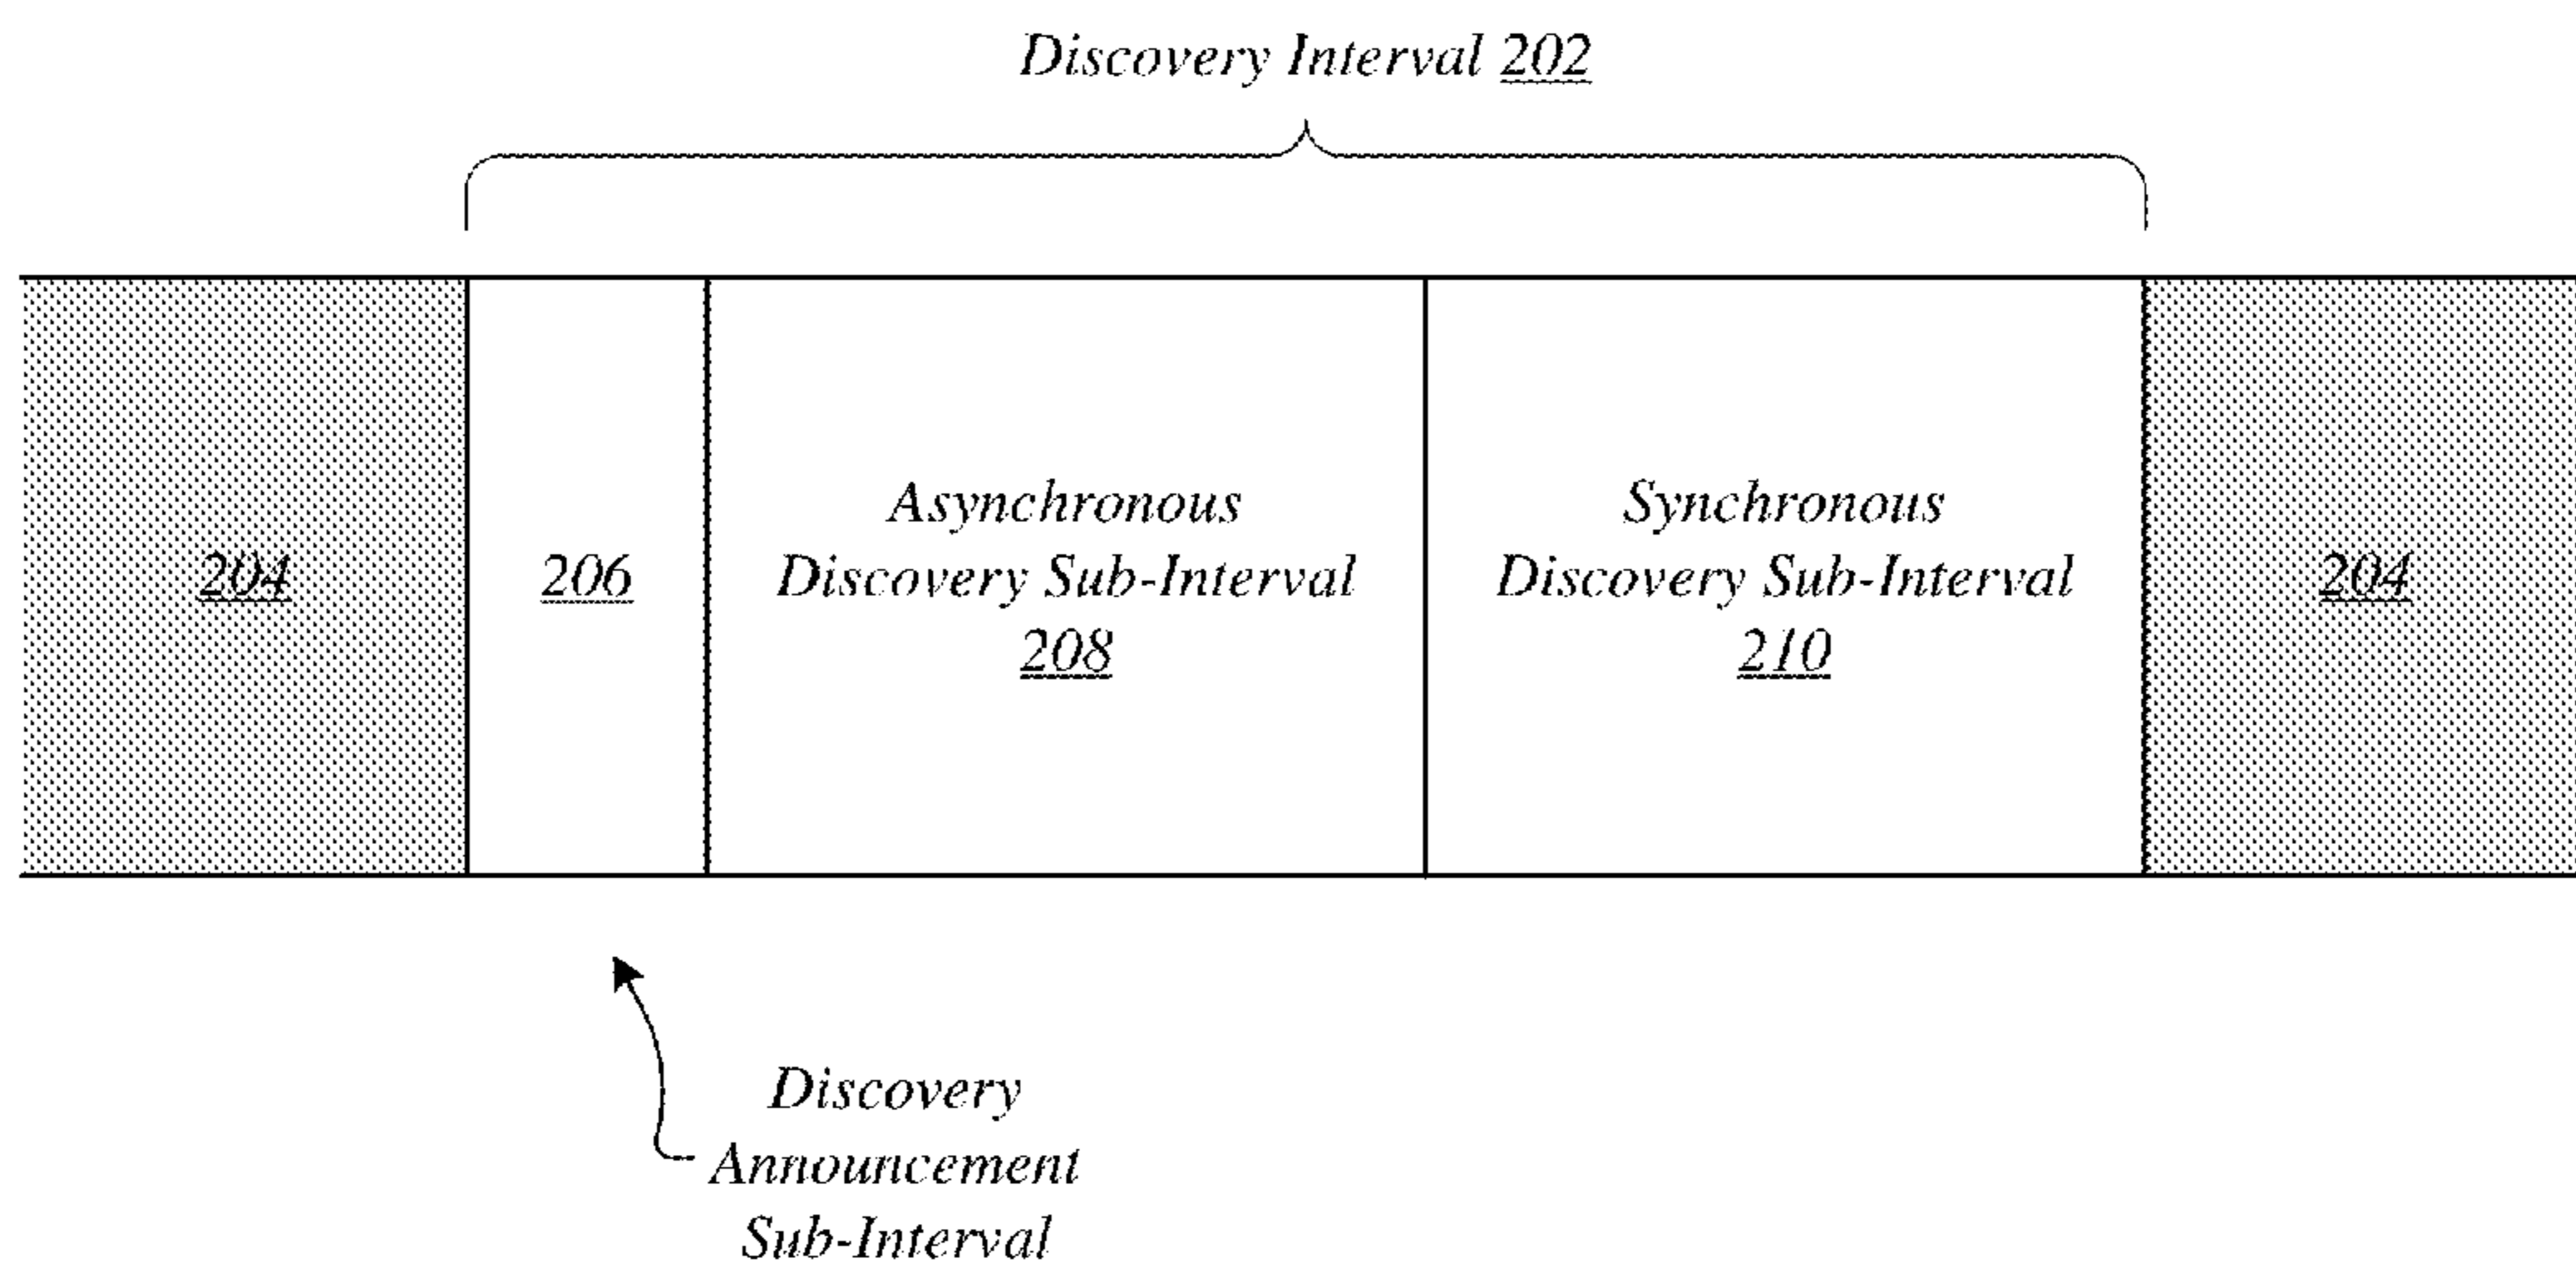 Discovery Interval 202
204
206
Asynchronous
Discovery Sub-Interval
208
Synchronous
Discovery Sub-Interval
210
204
Discovery
Announcement
Sub-Interval